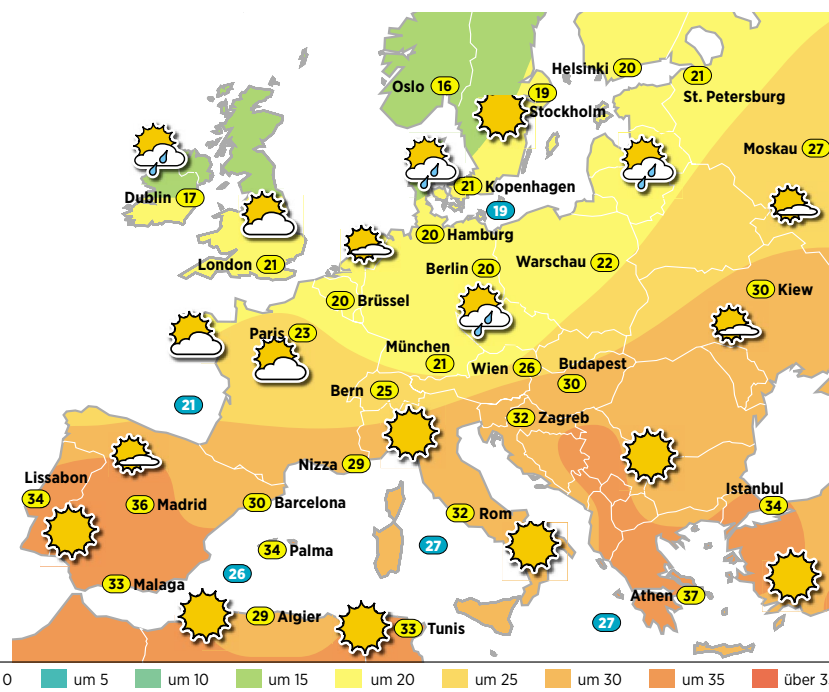 Helsinki 20
Oslo 16
21
St. Petersburg
19
Stockholm
Moskau 27
21 Kopenhagen
Dublin 17
19
20 Hamburg
London 21
Berlin 20
Warschau 22
30 Kiew
20 Brüssel
Paris 23
München
21
Wien 26
Budapest
30
Bern 25
21
32 Zagreb
Nizza 29
Lissabon
34
36 Madrid
30 Barcelona
32 Rom
Istanbul
34
34 Palma
27
26
33 Malaga
Athen 37
29 Algier
33 Tunis
27
0 um 5 um 10 um 15 um 20 um 25 um 30 um 35 über 3